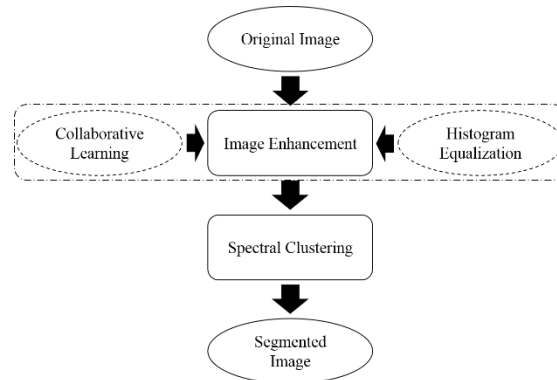 Original Image
Collaborative
Learning
Image Enhancement
Histogram
Equalization
Spectral Clustering
Segmented
Image